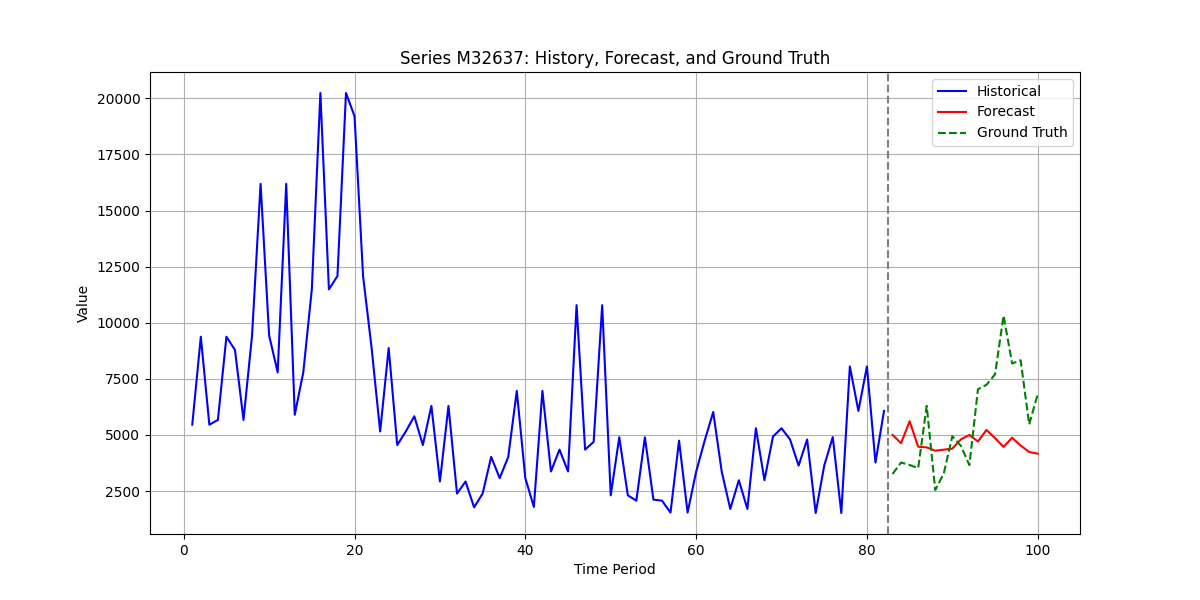 Series M32637: History, Forecast, and Ground Truth
Historical
Forecast
Ground Truth
20000
17500
15000
12500
10000
7500
5000
2500
Value
0 20 40 60 80 100
Time Period